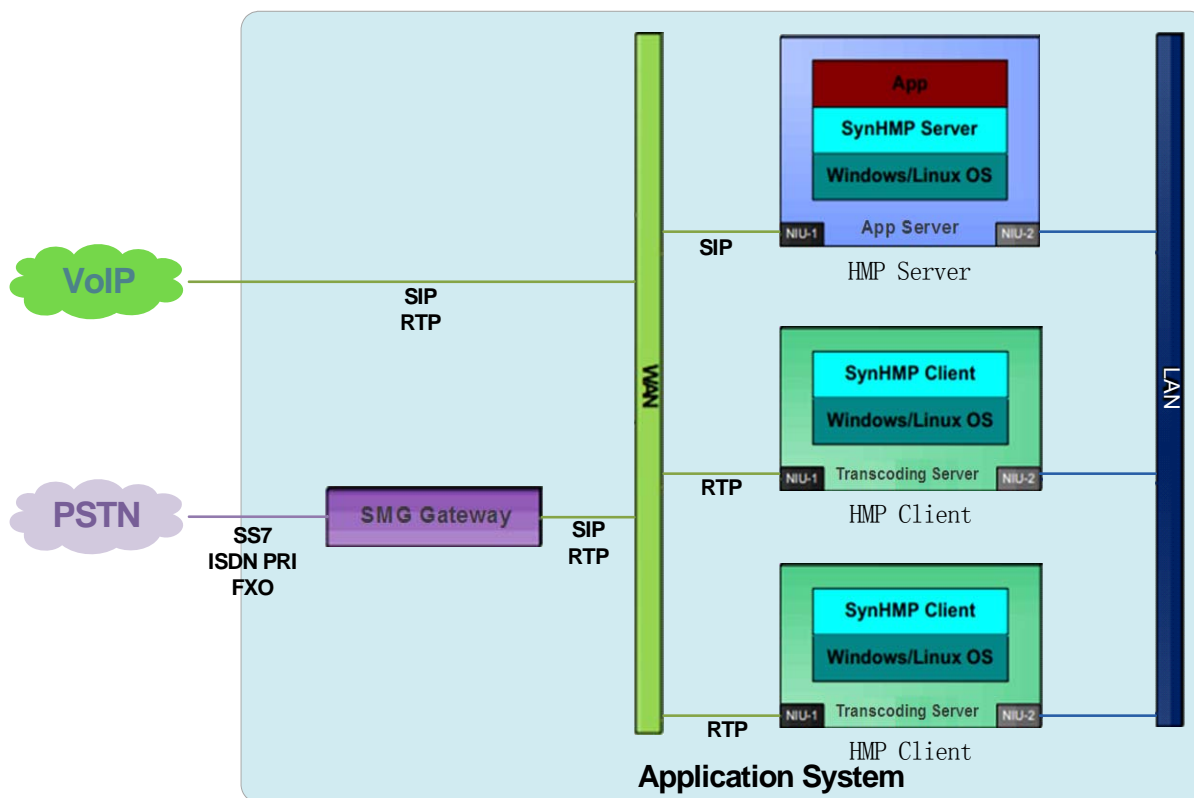 App
SynHMP Server
Windows/Linux OS
NIU-1
App Server
NIU-2
SIP
HMP Server
VoIP
SIP
RTP
WAN
LAN
SynHMP Client
Windows/Linux OS
NIU-1
Transcoding Server
NIU-2
RTP
HMP Client
PSTN
SS7
ISDN PRI
FXO
SMG Gateway
SIP
RTP
SynHMP Client
Windows/Linux OS
NIU-1
Transcoding Server
NIU-2
RTP
HMP Client
Application System